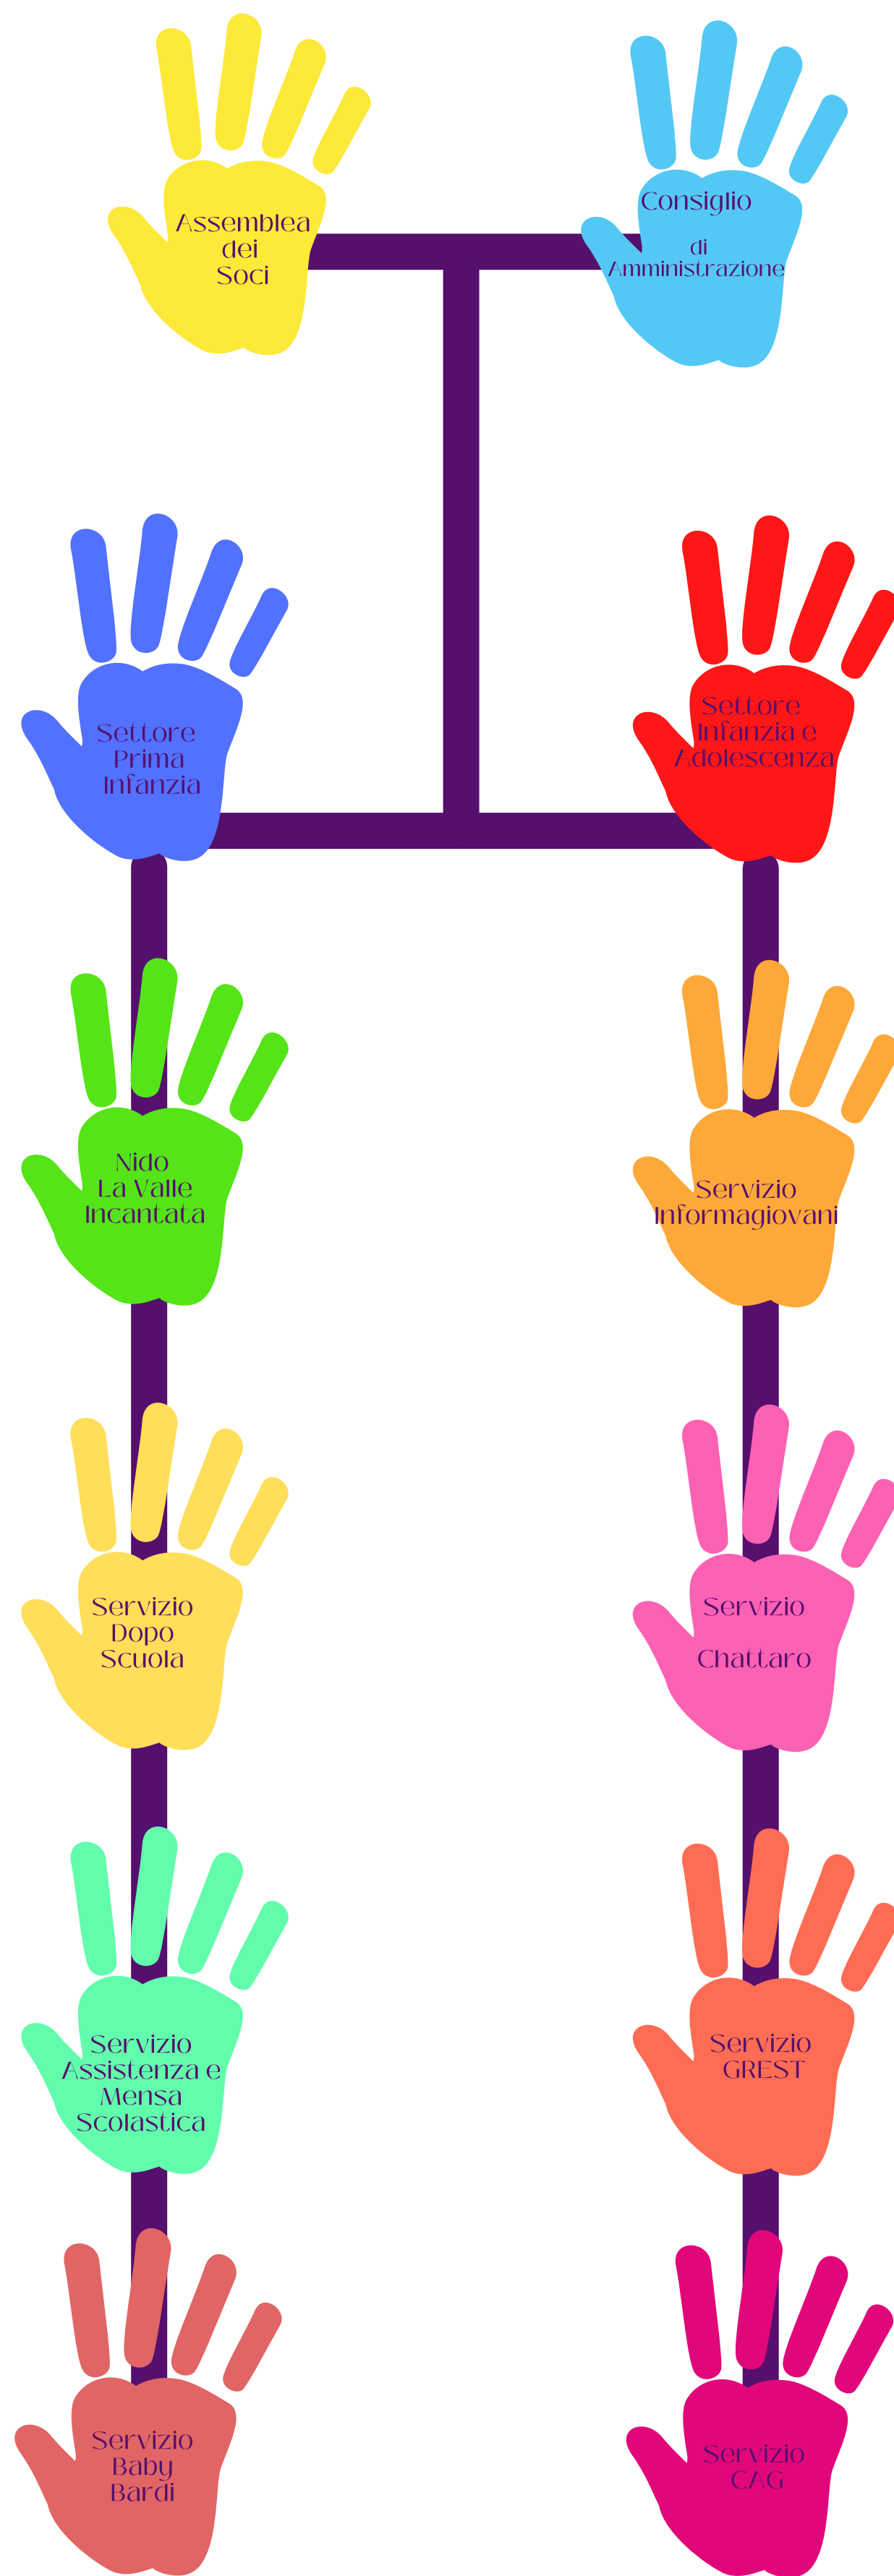 Assemblea
dei
Soci
Consiglio
di
Amministrazione
Settore
Prima
Infanzia
Settore
Infanzia e
Adolescenza
Nido
La Valle
Incantata
Servizio
Informagiovani
Servizio
Dopo
Scuola
Servizio
Chattaro
Servizio
Assistenza e
Mensa
Scolastica
Servizio
GREST
Servizio
Baby
Bardi
Servizio
CAG